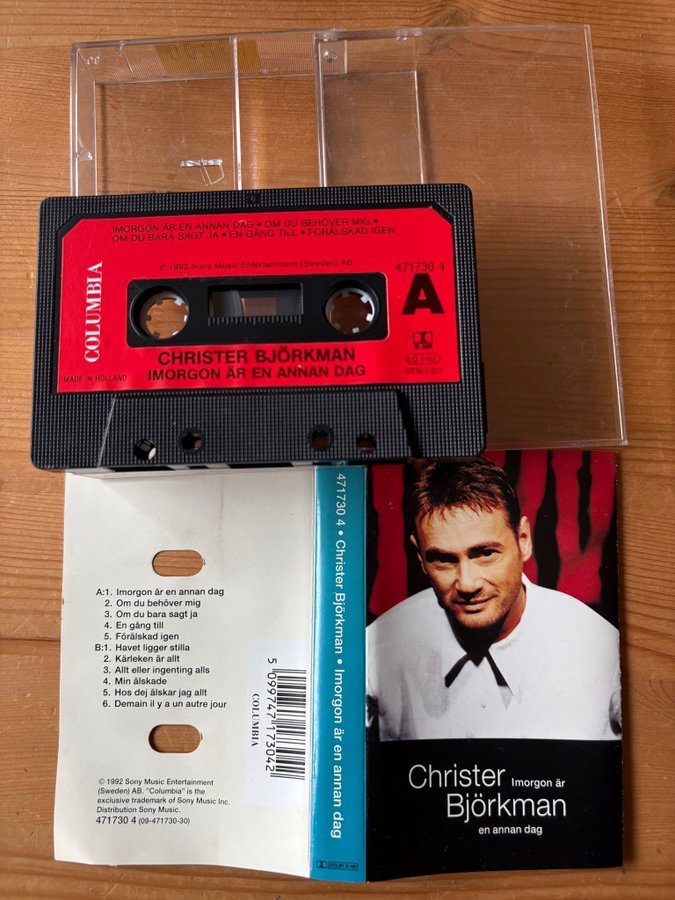 IMORGON ÄR EN ANNAN DAG • OM DU BEHÖVER MIG •
OM DU BARA SAGT JA • EN GÅNG TILL • FÖRÄLSKAD IGEN
℗ 1992 Sony Music Entertainment (Sweden) AB
471730 4
A
COLUMBIA
CHRISTER BJÖRKMAN
IMORGON ÄR EN ANNAN DAG
MADE IN HOLLAND
A:1. Imorgon är en annan dag
2. Om du behöver mig
3. Om du bara sagt ja
4. En gång till
5. Förälskad igen
B:1. Havet ligger stilla
2. Kärleken är allt
3. Allt eller ingenting alls
4. Min älskade
5. Hos dej älskar jag allt
6. Demain il y a un autre jour
© 1992 Sony Music Entertainment
(Sweden) AB. "Columbia" is the
exclusive trademark of Sony Music Inc.
Distribution Sony Music.
471730 4 (09-471730-30)
5 099747 173042
COLUMBIA
471730 4 • Christer Björkman • Imorgon är en annan dag
Christer Imorgon är
Björkman
en annan dag